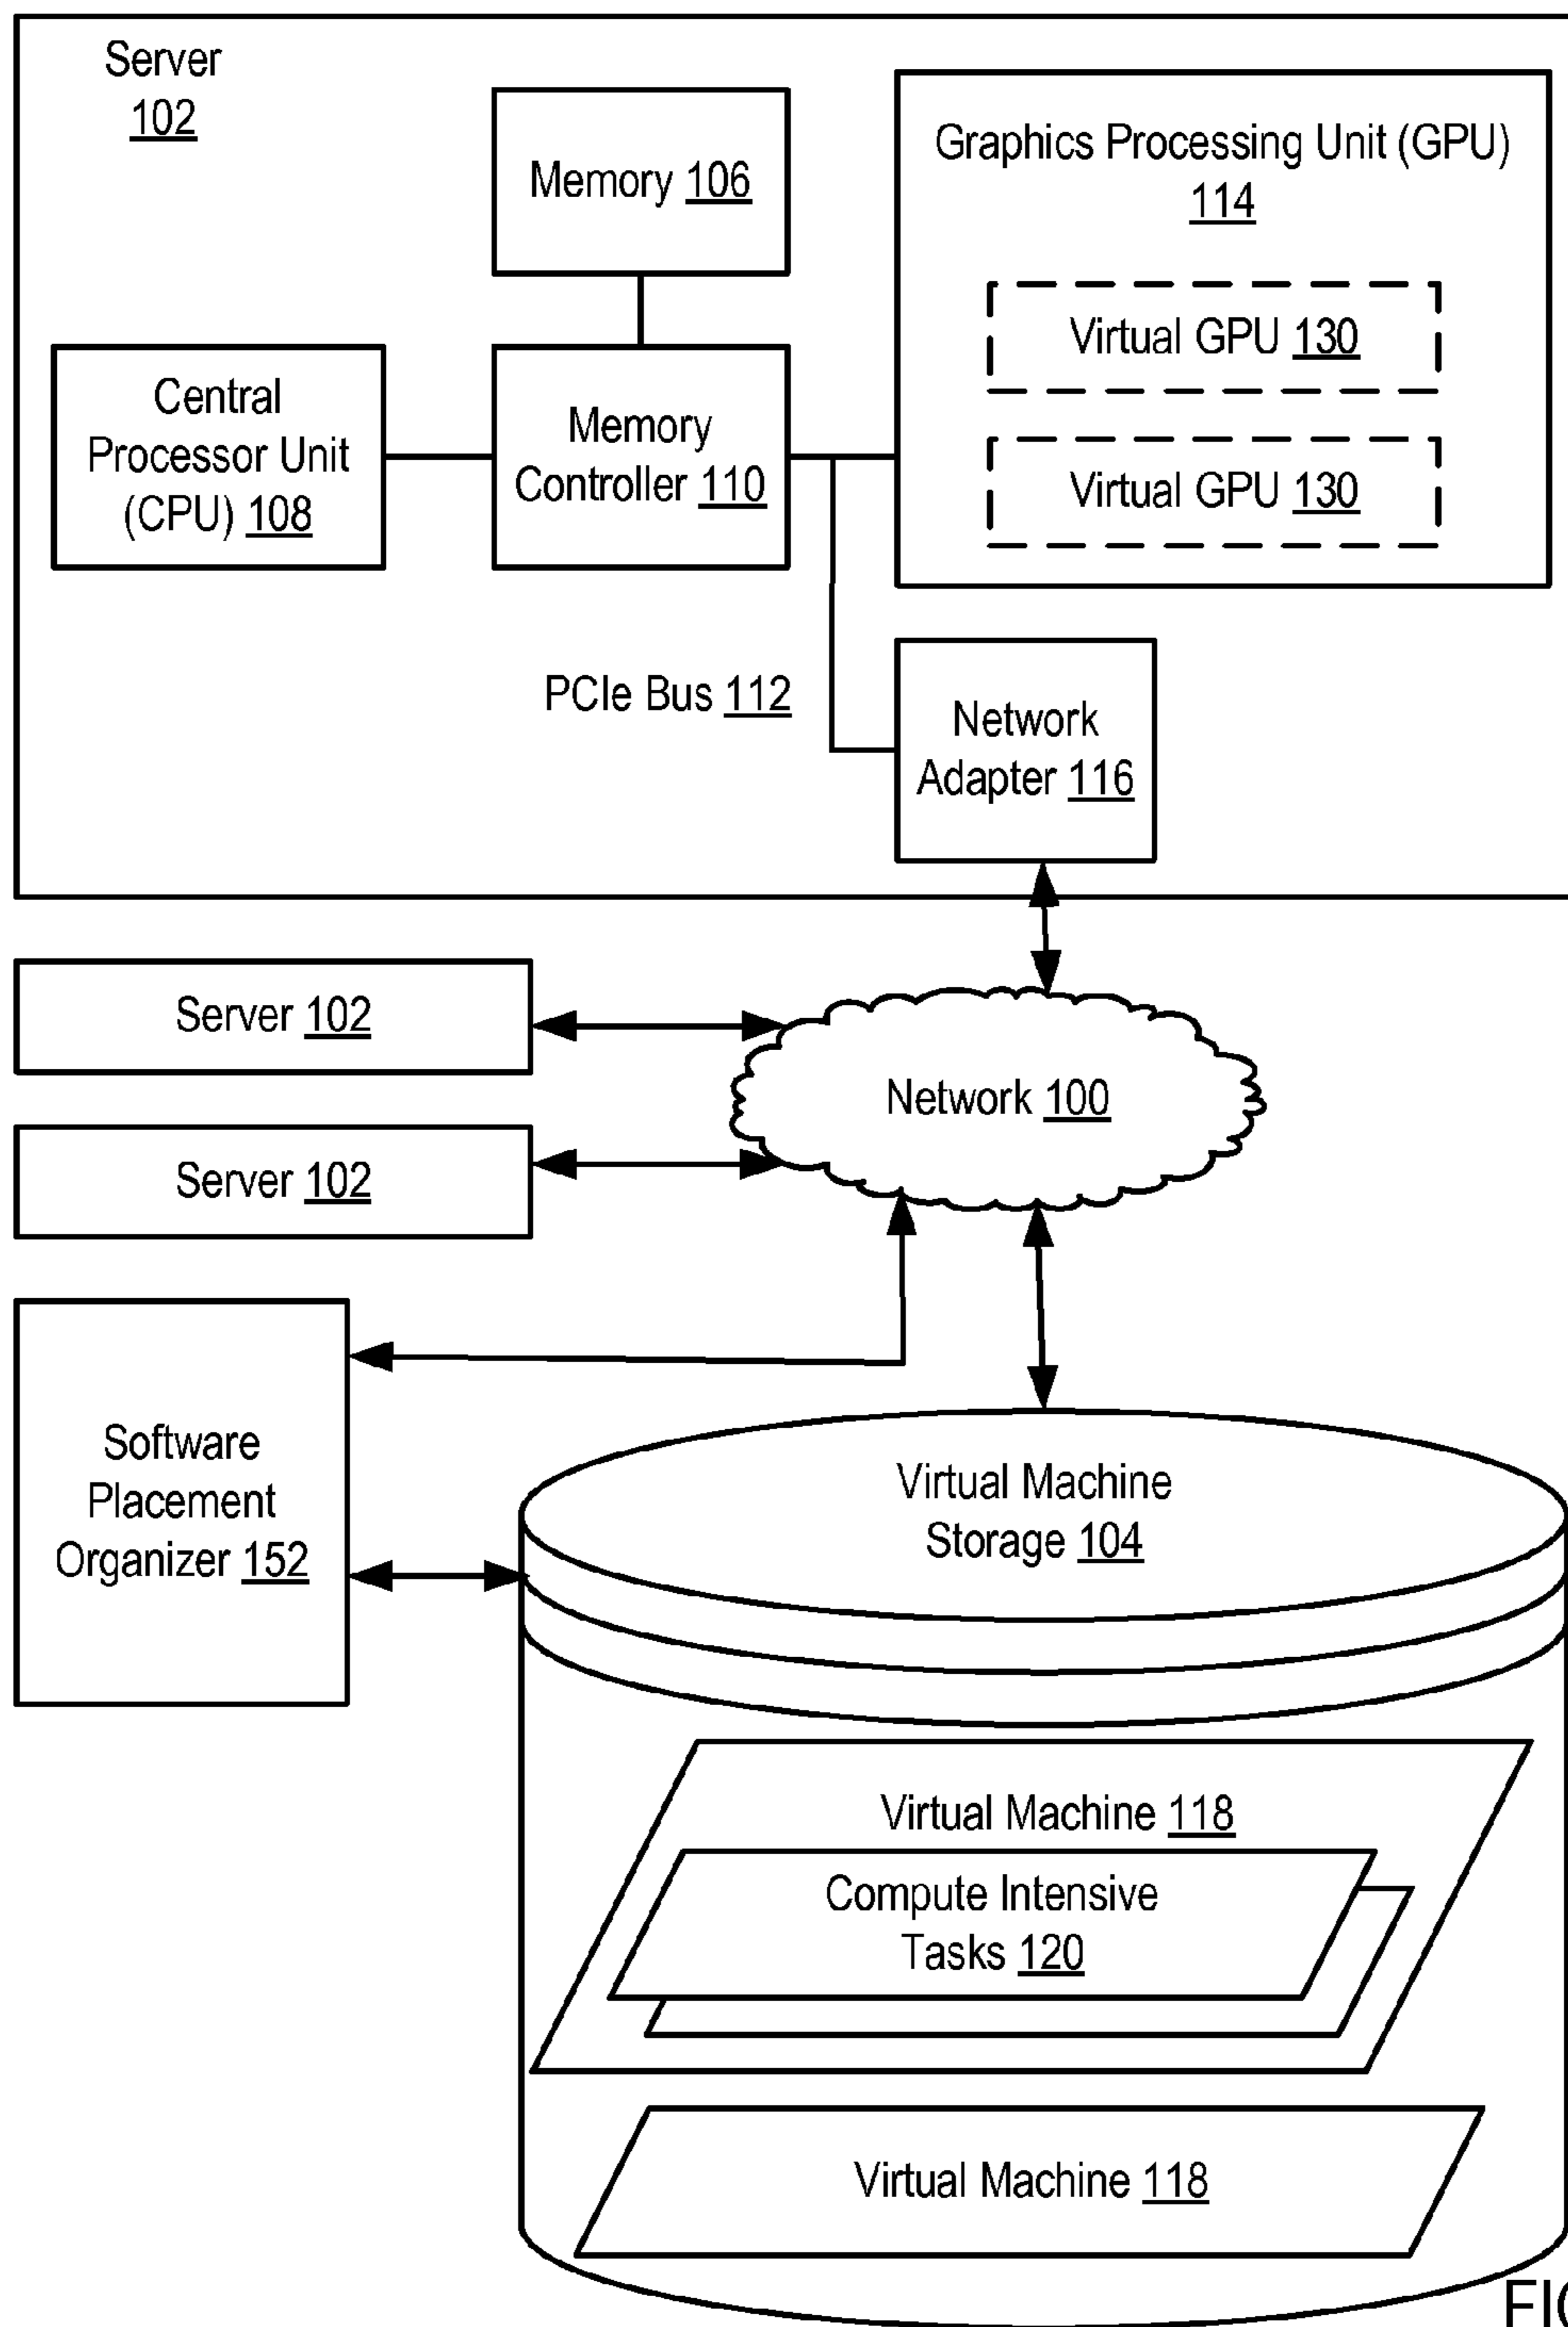 Server
102
Memory 106
Graphics Processing Unit (GPU)
114
Virtual GPU 130
Virtual GPU 130
Central
Processor Unit
(CPU) 108
Memory
Controller 110
PCIe Bus 112
Network
Adapter 116
Server 102
Network 100
Server 102
Software
Placement
Organizer 152
Virtual Machine
Storage 104
Virtual Machine 118
Compute Intensive
Tasks 120
Virtual Machine 118